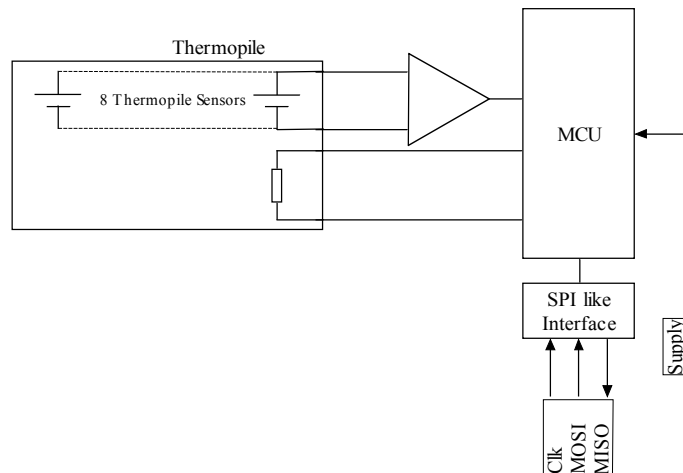 Thermopile
8 Thermopile Sensors
MCU
SPI like
Interface
Supply
Clk
MOSI
MISO